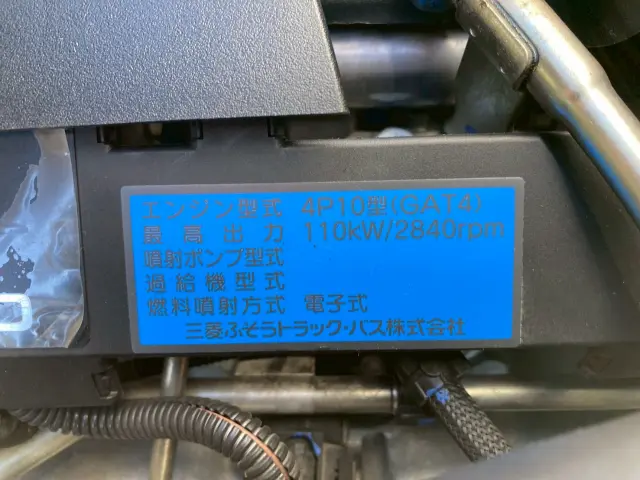 エンジン型式 4P10型(GAT4)
最高出力 110kW/2840rpm
噴射ポンプ型式
過給機型式
燃料噴射方式 電子式
三菱ふそうトラック・バス株式会社